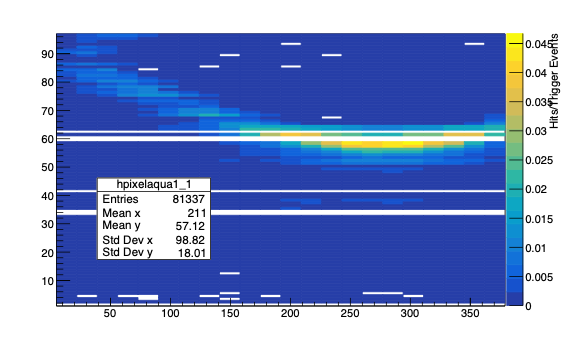 hpixelaqua1_1
Entries 81337
Mean x 211
Mean y 57.12
Std Dev x 98.82
Std Dev y 18.01
90
80
70
60
50
40
30
20
10
50 100 150 200 250 300 350
0.045
0.04
0.035
0.03
0.025
0.02
0.015
0.01
0.005
0
Hits/Trigger Events